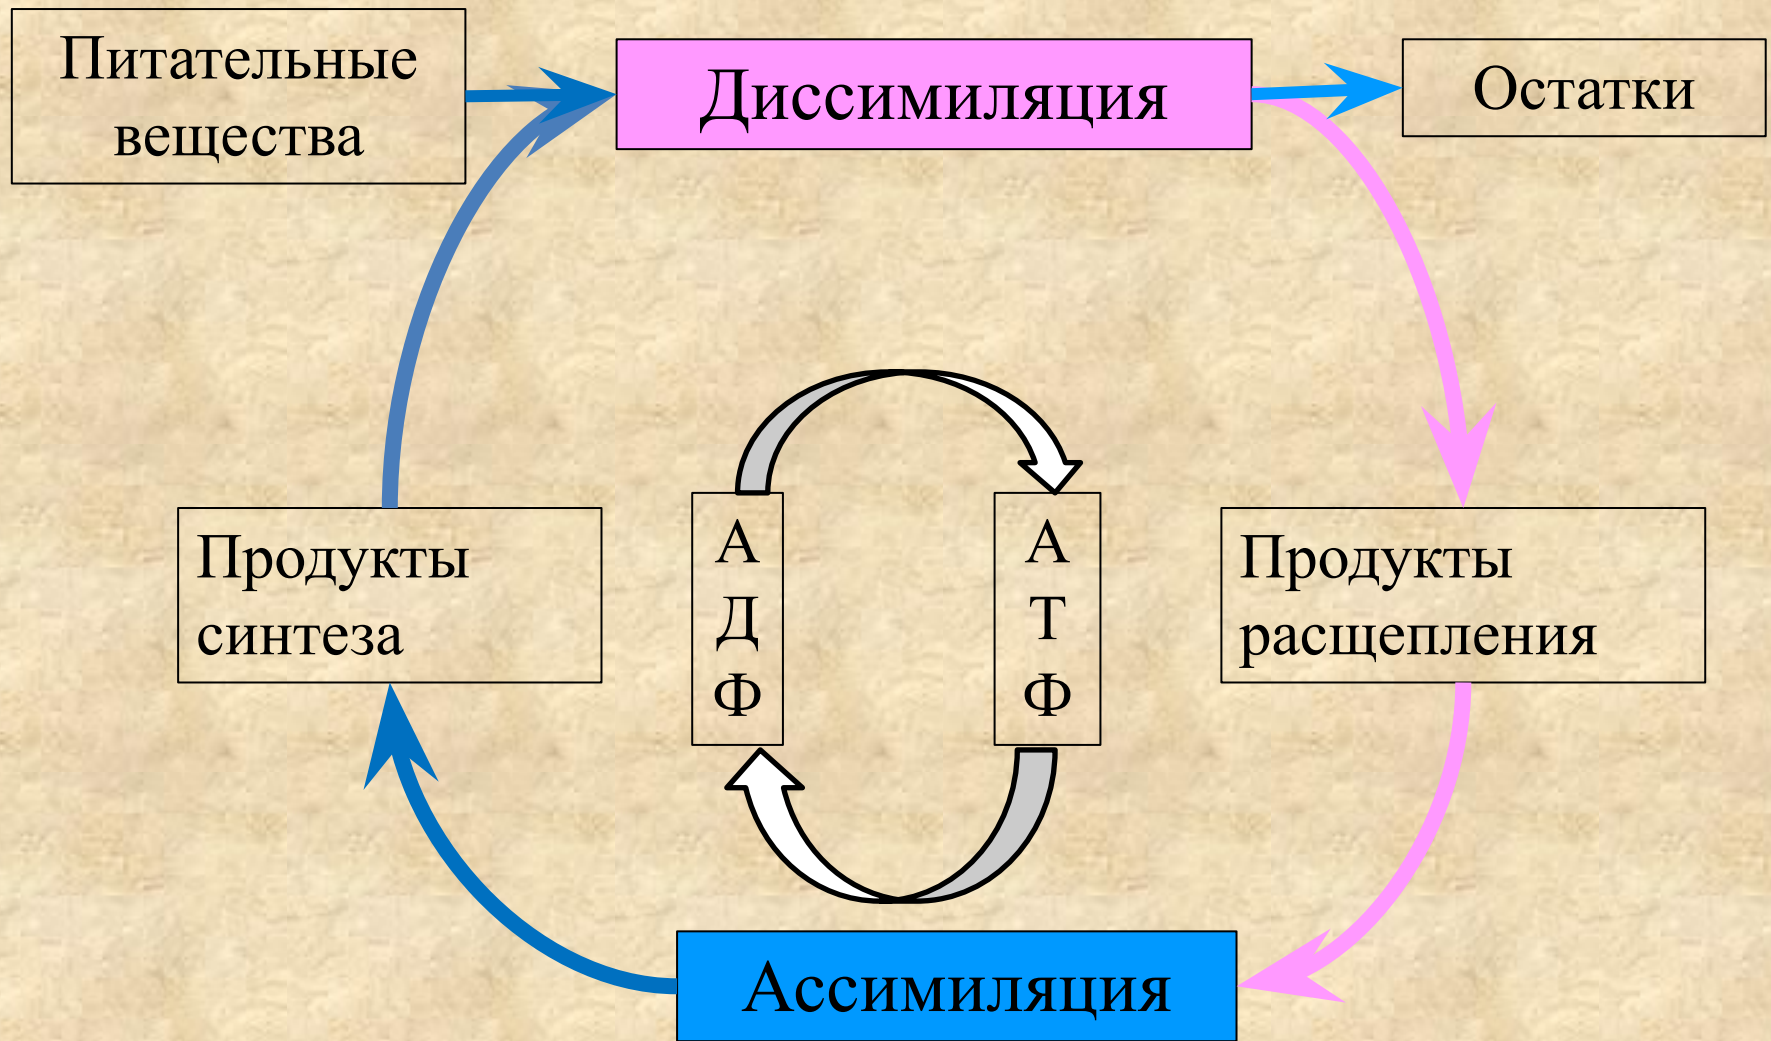 Питательные
вещества
Диссимиляция
Остатки
Продукты
синтеза
А
Д
Ф
А
Т
Ф
Продукты
расщепления
Ассимиляция